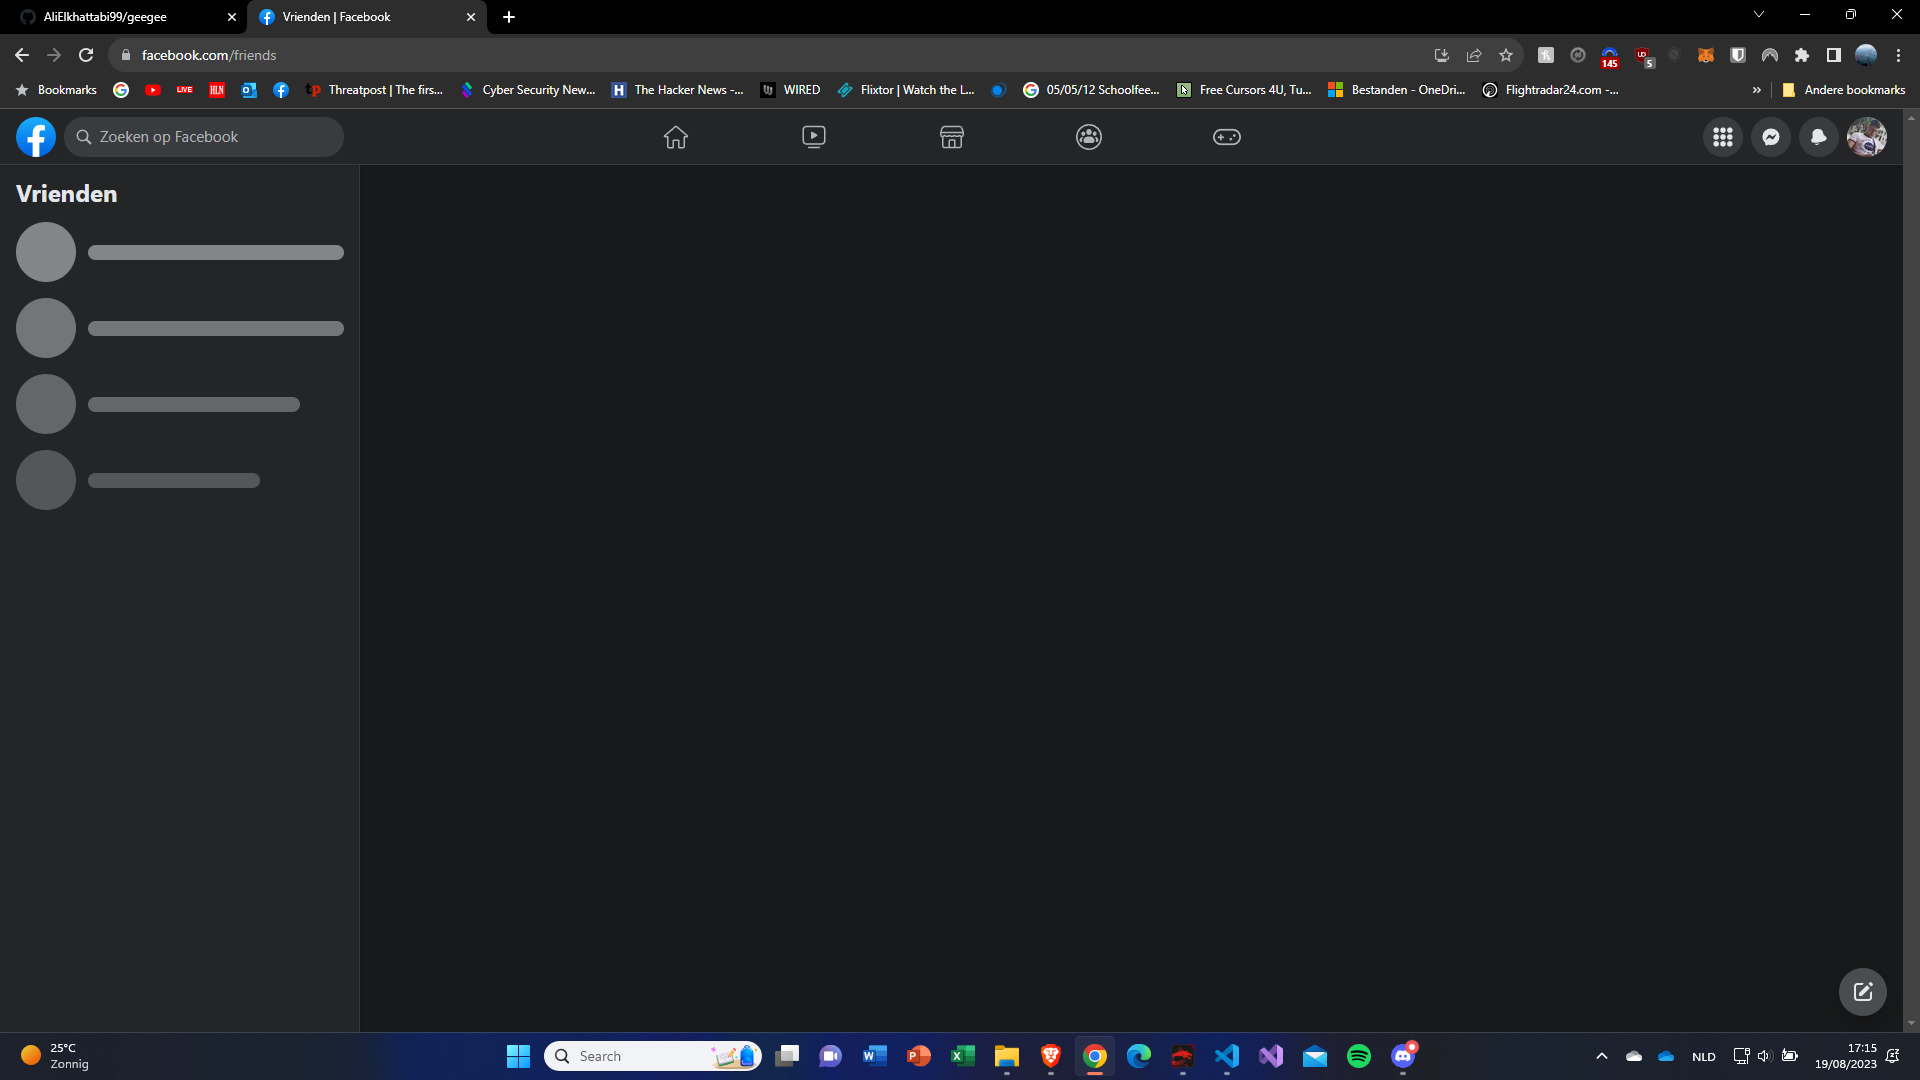 AliElkhattabi99/geegee
Vrienden | Facebook
facebook.com/friends
145
5
Bookmarks
LIVE
HLN
tp
Threatpost | The firs...
Cyber Security New...
H
The Hacker News -...
WIRED
Flixtor | Watch the L...
05/05/12 Schoolfee...
Free Cursors 4U, Tu...
Bestanden - OneDri...
Flightradar24.com -...
»
Andere bookmarks
Zoeken op Facebook
Vrienden
25°C
Zonnig
Search
NLD
17:15
19/08/2023